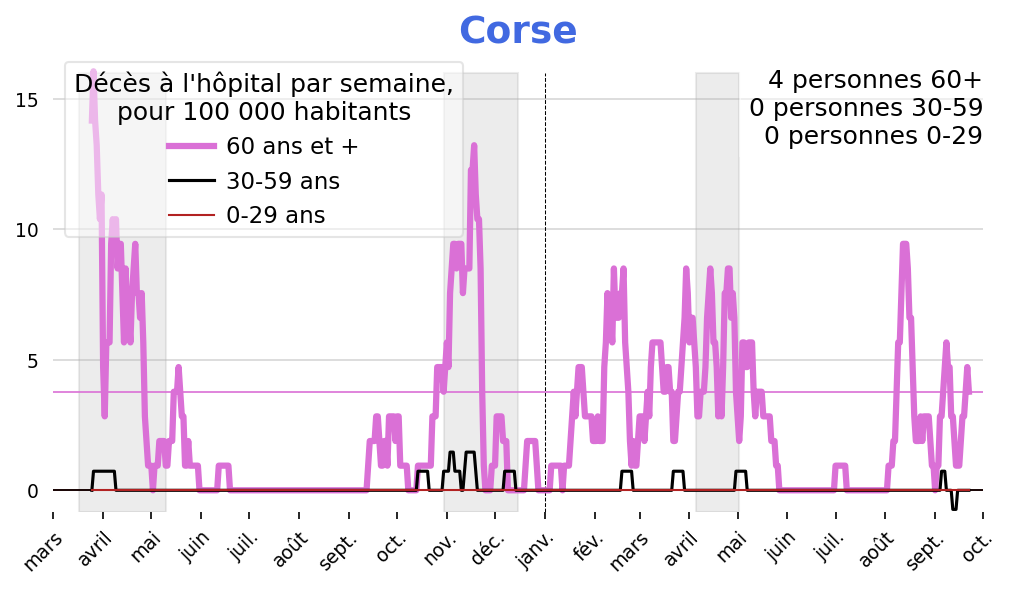 Corse
Décès à l'hôpital par semaine,
pour 100 000 habitants
60 ans et +
30-59 ans
0-29 ans
4 personnes 60+
0 personnes 30-59
0 personnes 0-29
15
10
5
0
mars avril mai juin juil. août sept. oct. nov. déc. janv. fév. mars avril mai juin juil. août sept. oct.